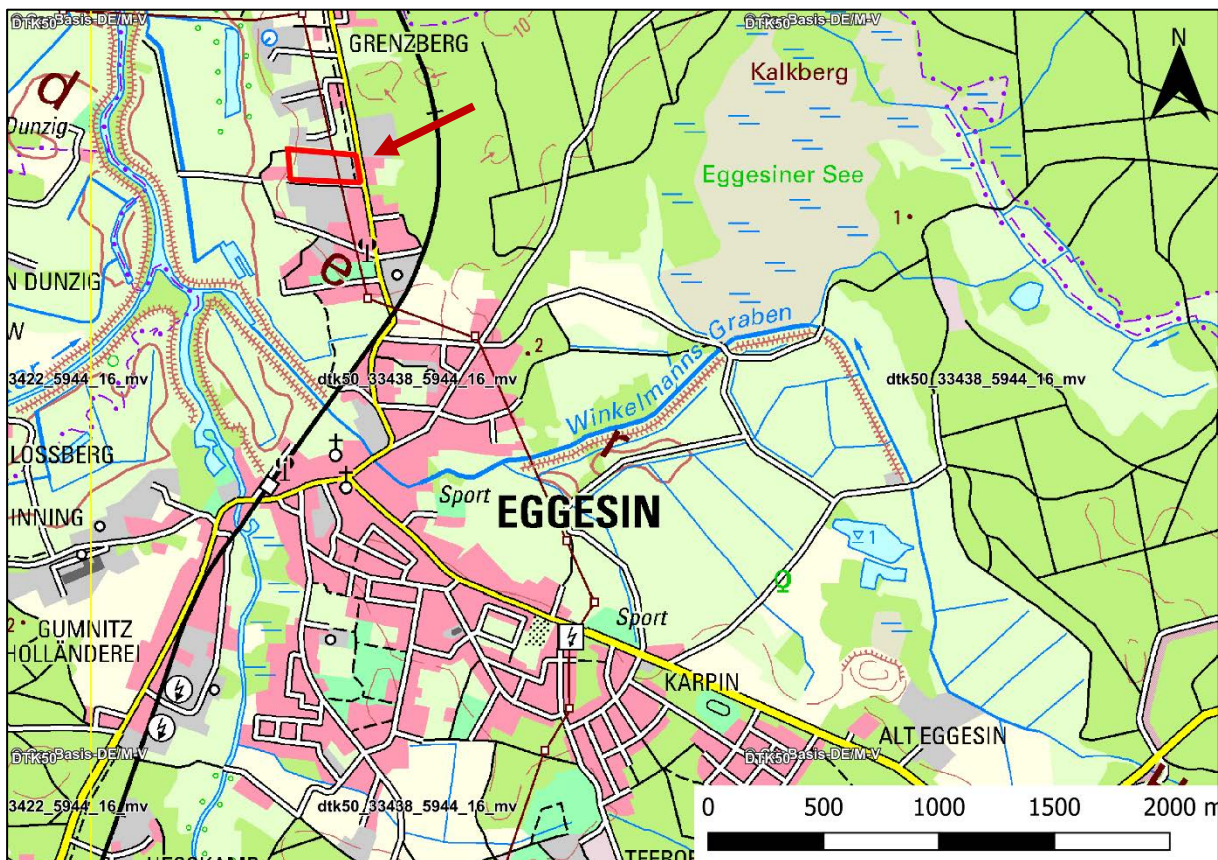 © GeoBasis-DE/M-V
DTK50
© GeoBasis-DE/M-V
DTK50
GRENZBERG
10
Kalkberg
N
d
Dunzig
Eggesiner See
1
e
N DUNZIG
W
2
Winkelmanns-Graben
3422_5944_16_mv
dtk50_33438_5944_16_mv
dtk50_33438_5944_16_mv
r
LOSSBERG
Sport
EGGESIN
INNING
1
Sport
2
GUMNITZ
HOLLÄNDEREI
KARPIN
ALT EGGESIN
© GeoBasis-DE/M-V
DTK50
© GeoBasis-DE/M-V
DTK50
3422_5944_16_mv
dtk50_33438_5944_16_mv
0 500 1000 1500 2000 m